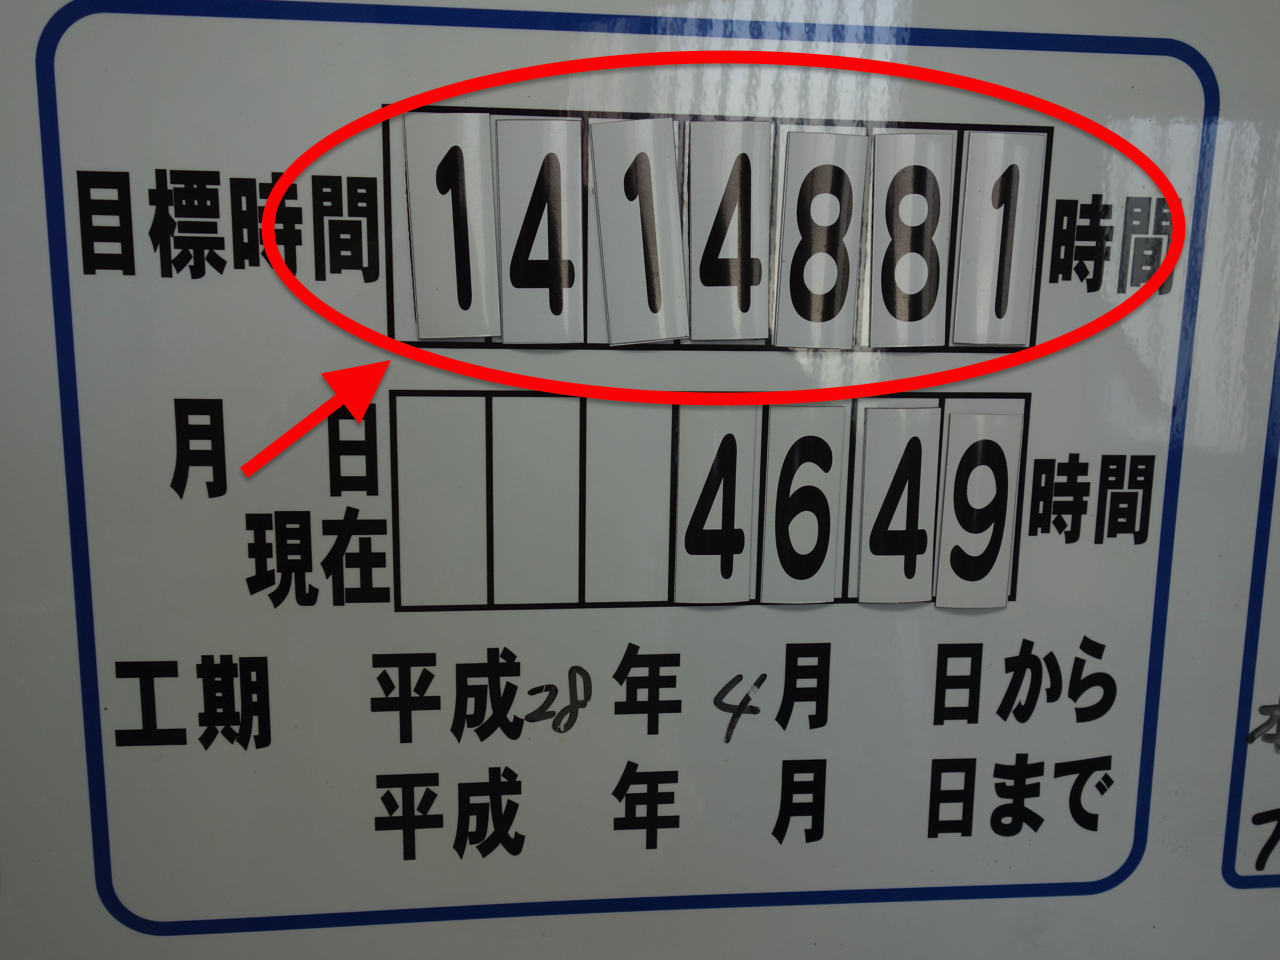 目標時間 1414881 時間
月 日
現在 4649 時間
工期 平成28年 4月 日から
平成 年 月 日まで